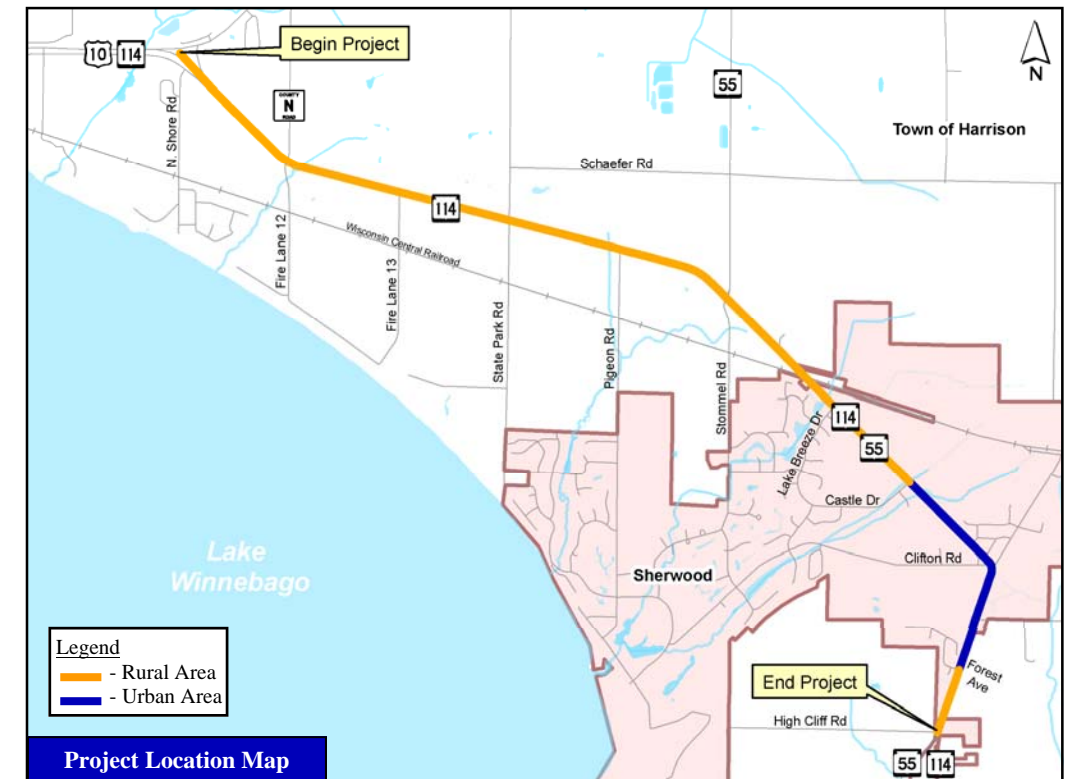 Begin Project
10
114
COUNTY
N
ROAD
55
N
Town of Harrison
N. Shore Rd
Schaefer Rd
114
Wisconsin Central Railroad
Fire Lane 12
Fire Lane 13
State Park Rd
Pigeon Rd
Stommel Rd
Lake Breeze Dr
114
55
Castle Dr
Clifton Rd
Lake
Winnebago
Sherwood
Legend
- Rural Area
- Urban Area
Forest
Ave
End Project
High Cliff Rd
55
114
Project Location Map